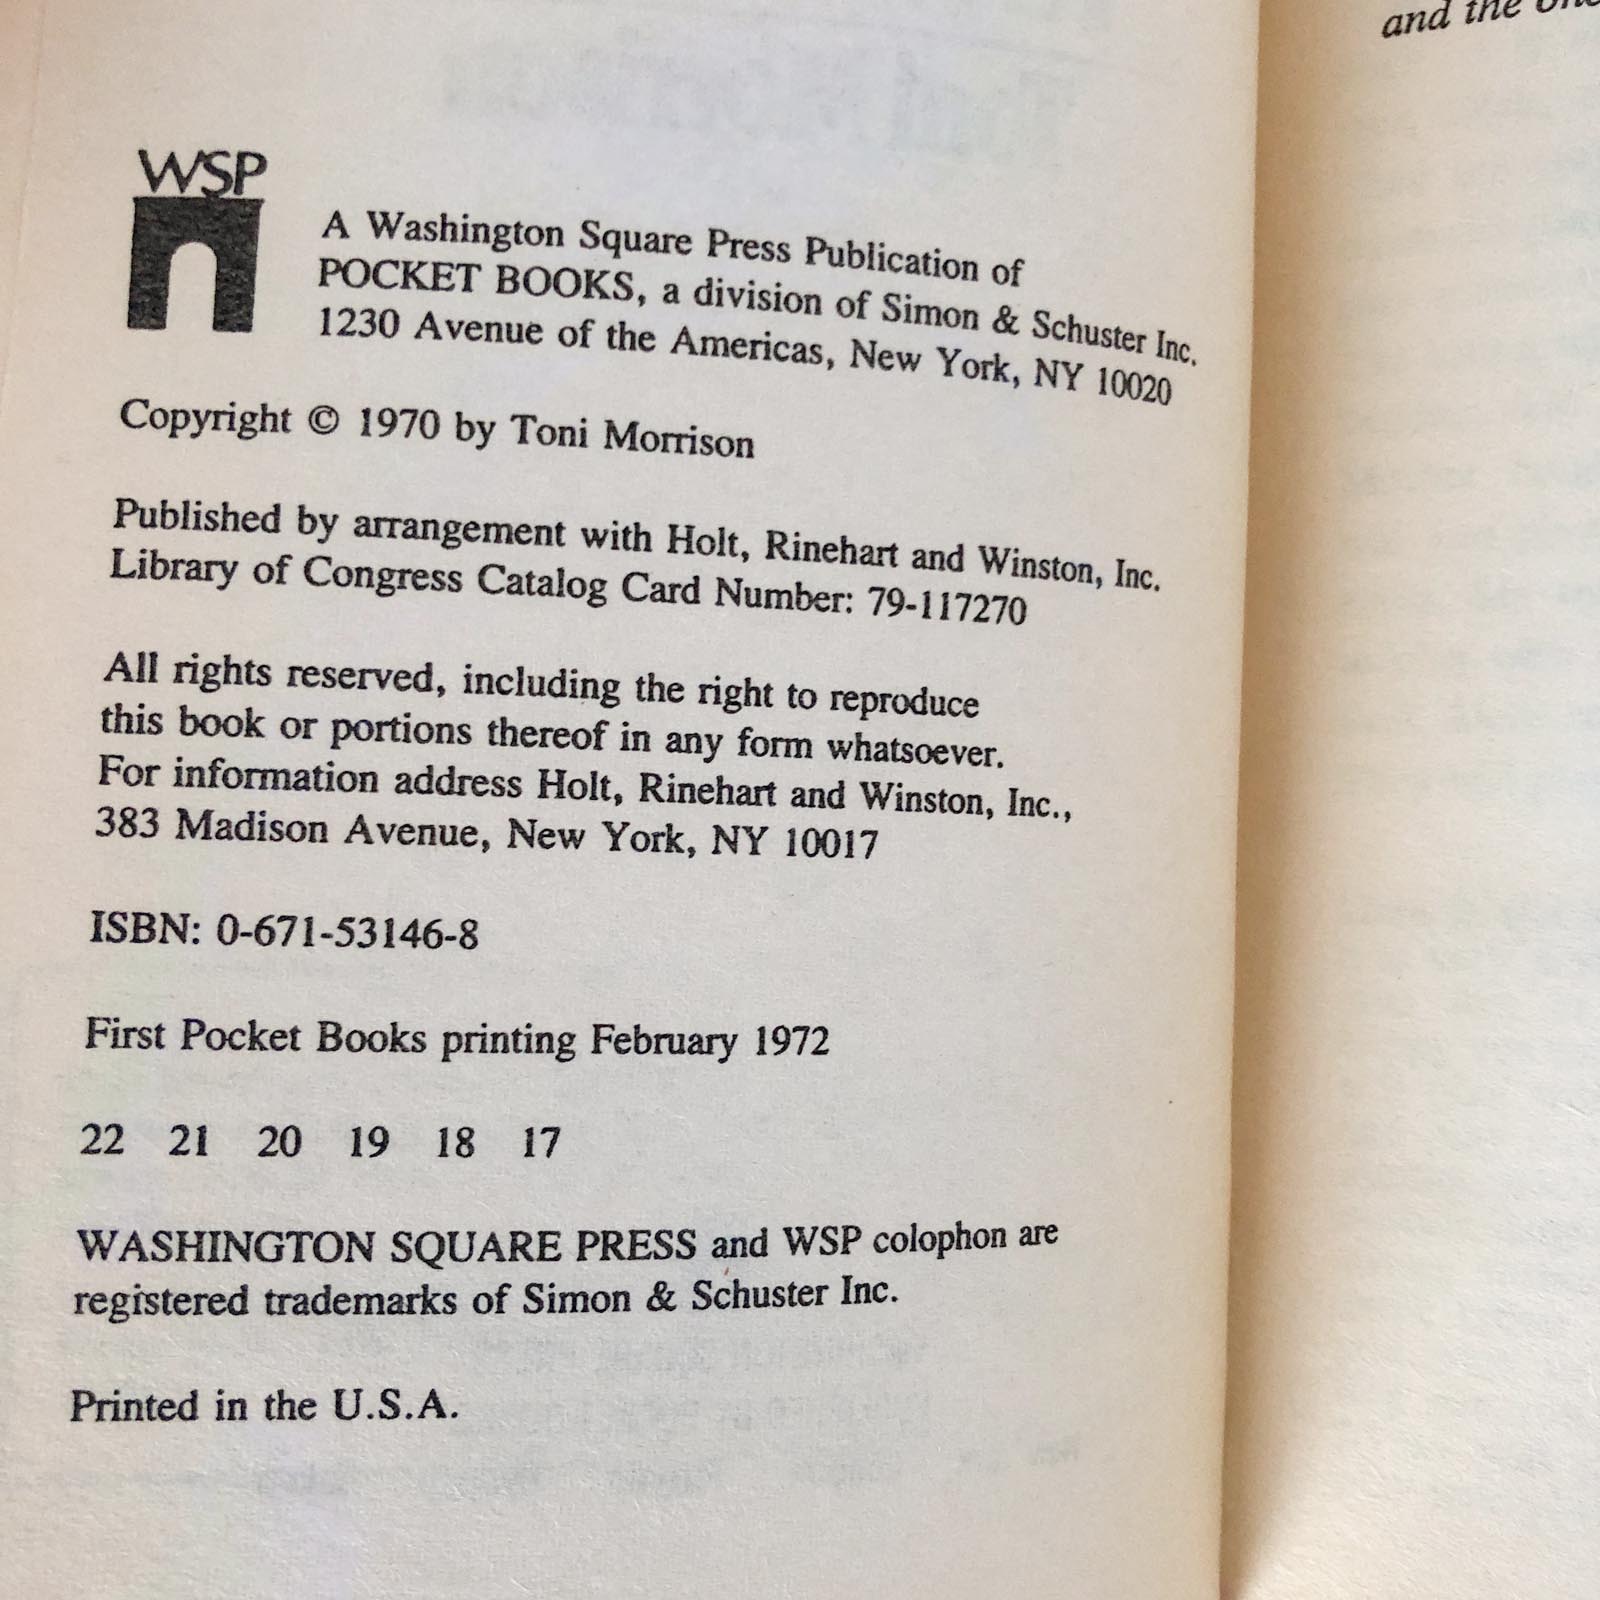 WSP
A Washington Square Press Publication of
POCKET BOOKS, a division of Simon & Schuster Inc.
1230 Avenue of the Americas, New York, NY 10020
Copyright © 1970 by Toni Morrison
Published by arrangement with Holt, Rinehart and Winston, Inc.
Library of Congress Catalog Card Number: 79-117270
All rights reserved, including the right to reproduce
this book or portions thereof in any form whatsoever.
For information address Holt, Rinehart and Winston, Inc.,
383 Madison Avenue, New York, NY 10017
ISBN: 0-671-53146-8
First Pocket Books printing February 1972
22 21 20 19 18 17
WASHINGTON SQUARE PRESS and WSP colophon are
registered trademarks of Simon & Schuster Inc.
Printed in the U.S.A.
and the